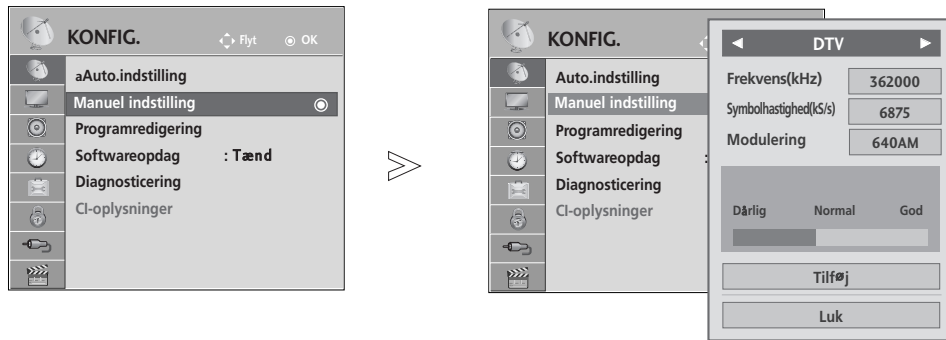 KONFIG.
Flyt
OK
aAuto.indstilling
Manuel indstilling
Programredigering
Softwareopdag : Tænd
Diagnosticering
CI-oplysninger
KONFIG.
Auto.indstilling
Manuel indstilling
Programredigering
Softwareopdag :
Diagnosticering
CI-oplysninger
DTV
Frekvens(kHz) 362000
Symbolhastighed(kS/s) 6875
Modulering 640AM
Dårlig Normal God
Tilføj
Luk